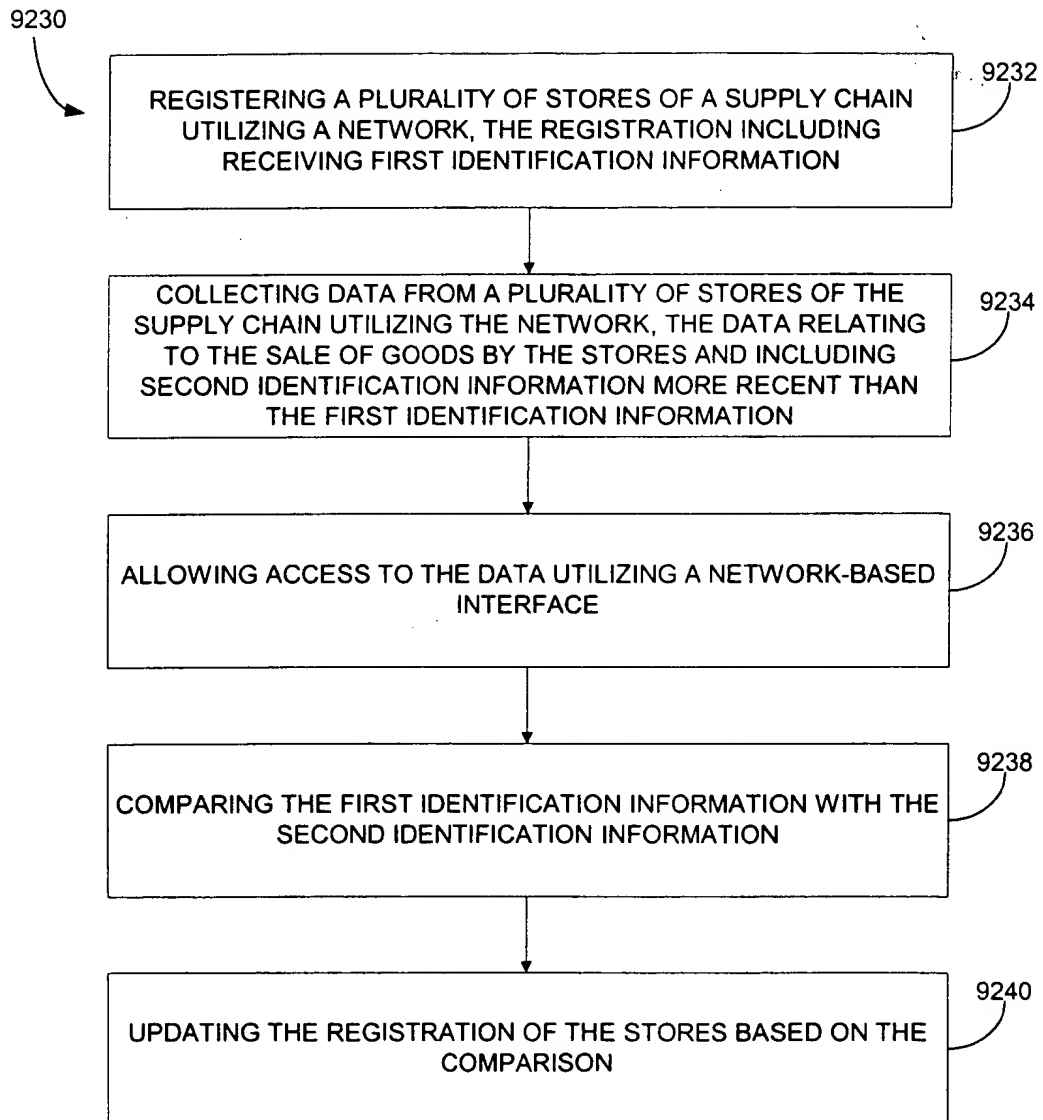 9230
9232
REGISTERING A PLURALITY OF STORES OF A SUPPLY CHAIN
UTILIZING A NETWORK, THE REGISTRATION INCLUDING
RECEIVING FIRST IDENTIFICATION INFORMATION
9234
COLLECTING DATA FROM A PLURALITY OF STORES OF THE
SUPPLY CHAIN UTILIZING THE NETWORK, THE DATA RELATING
TO THE SALE OF GOODS BY THE STORES AND INCLUDING
SECOND IDENTIFICATION INFORMATION MORE RECENT THAN
THE FIRST IDENTIFICATION INFORMATION
9236
ALLOWING ACCESS TO THE DATA UTILIZING A NETWORK-BASED
INTERFACE
9238
COMPARING THE FIRST IDENTIFICATION INFORMATION WITH THE
SECOND IDENTIFICATION INFORMATION
9240
UPDATING THE REGISTRATION OF THE STORES BASED ON THE
COMPARISON